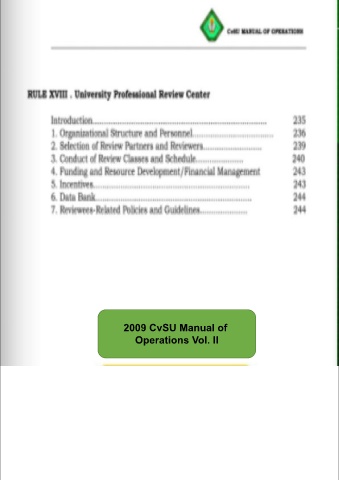 CvSU MANUAL OF OPERATIONS
RULE XVIII . University Professional Review Center
Introduction.......................................................................... 235
1. Organizational Structure and Personnel................................... 236
2. Selection of Review Partners and Reviewers......................... 239
3. Conduct of Review Classes and Schedule.................... 240
4. Funding and Resource Development/Financial Management 243
5. Incentives.................................................................. 243
6. Data Bank.................................................................. 244
7. Reviewees-Related Policies and Guidelines.................... 244
2009 CvSU Manual of
Operations Vol. II